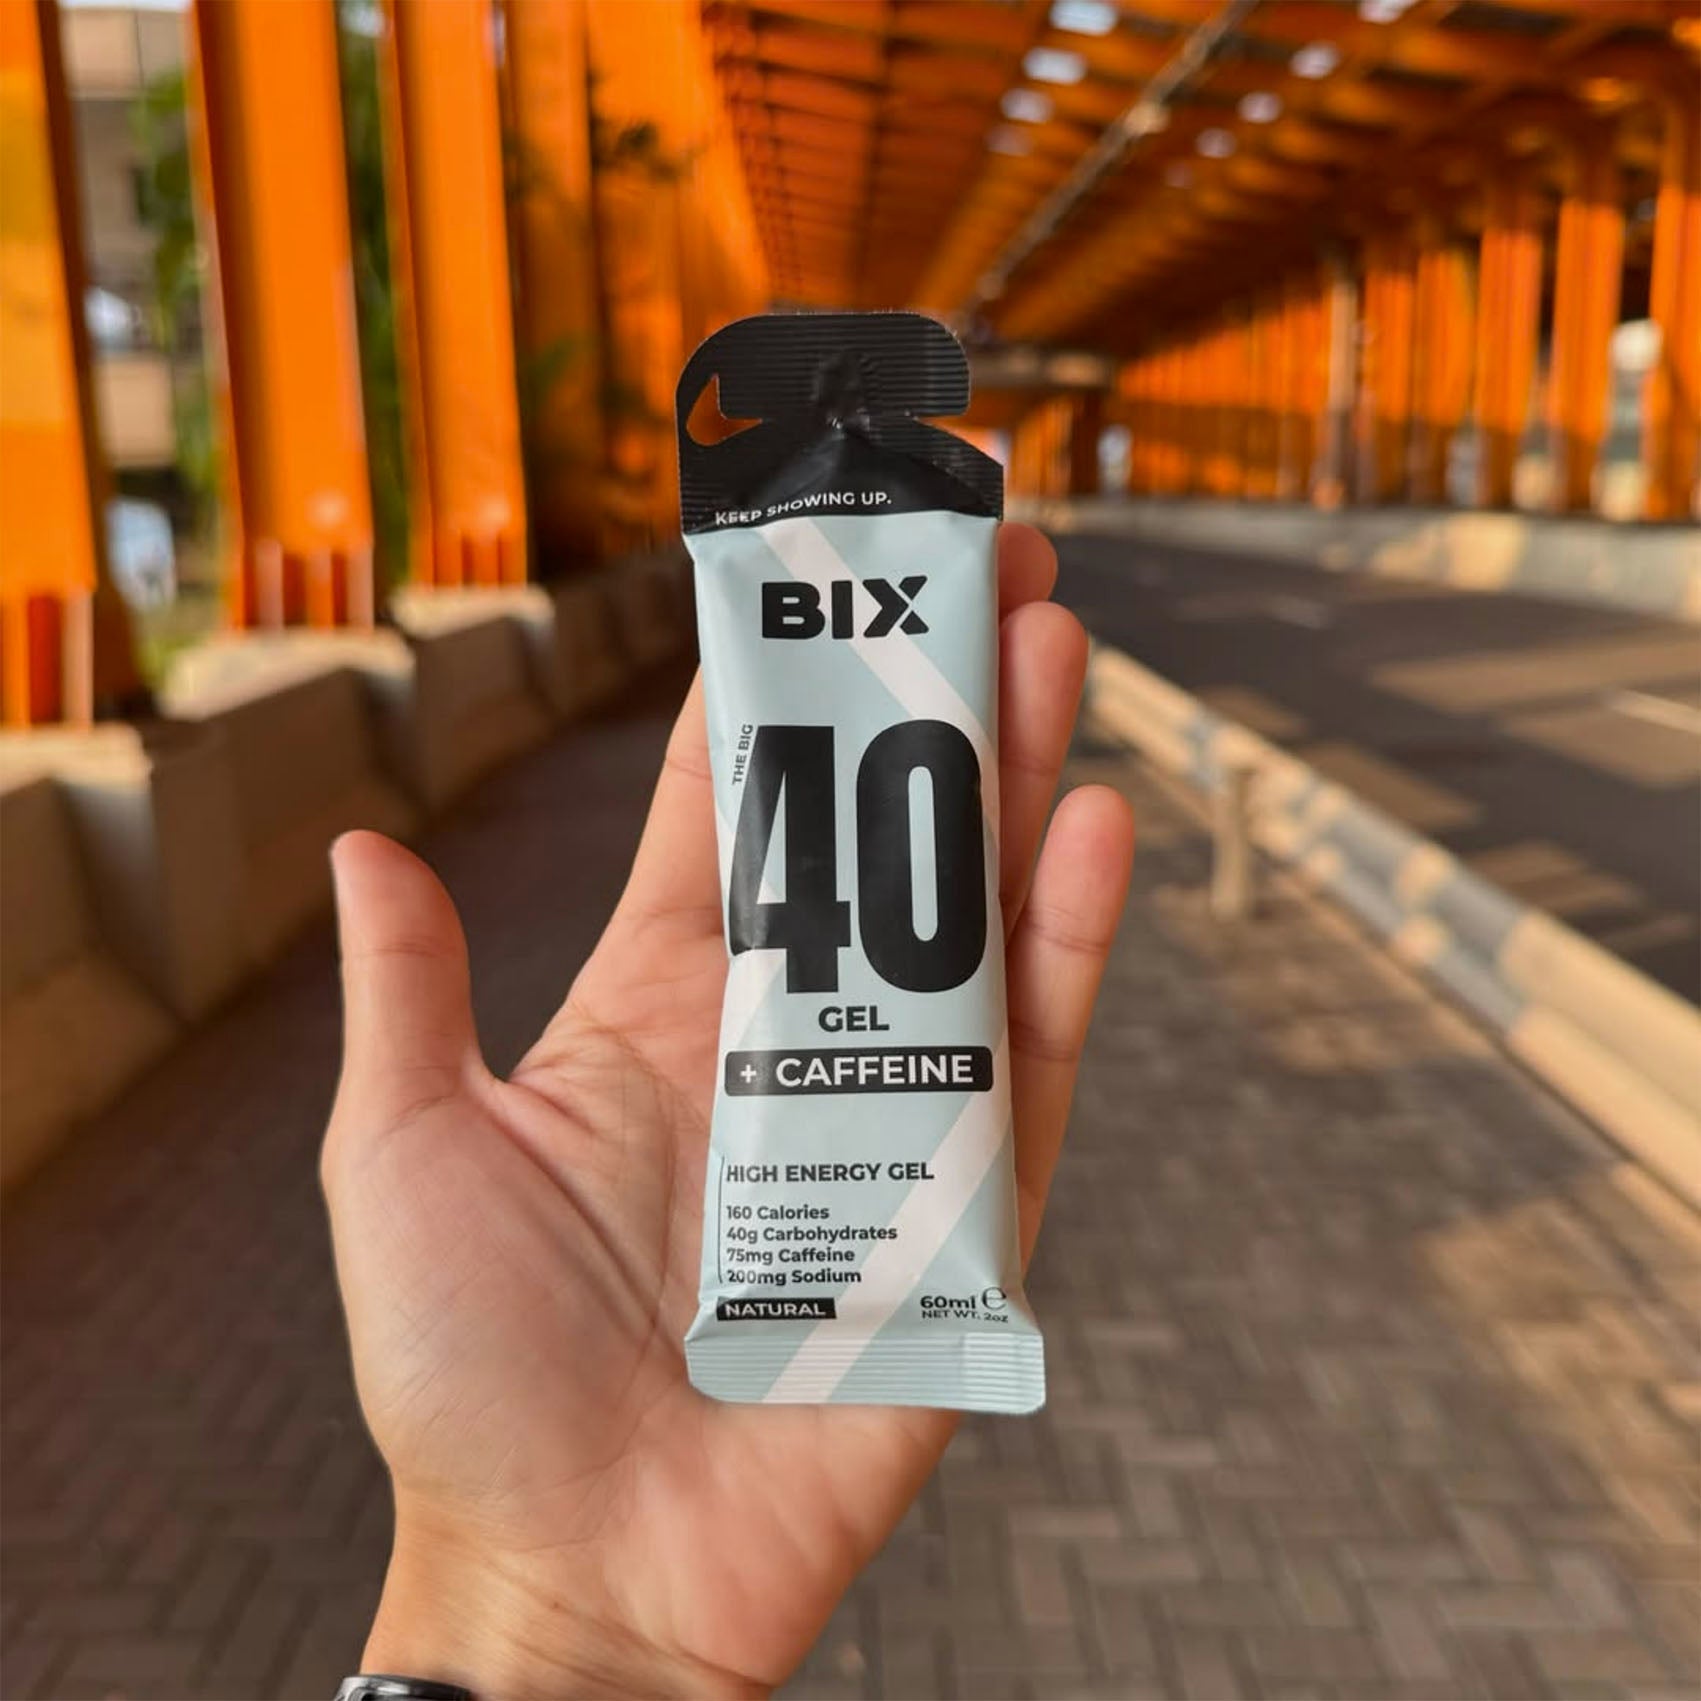 KEEP SHOWING UP.
BIX
THE BIG
40
GEL
+ CAFFEINE
HIGH ENERGY GEL
160 Calories
40g Carbohydrates
75mg Caffeine
200mg Sodium
NATURAL
60ml ℮
NET WT. 2oz